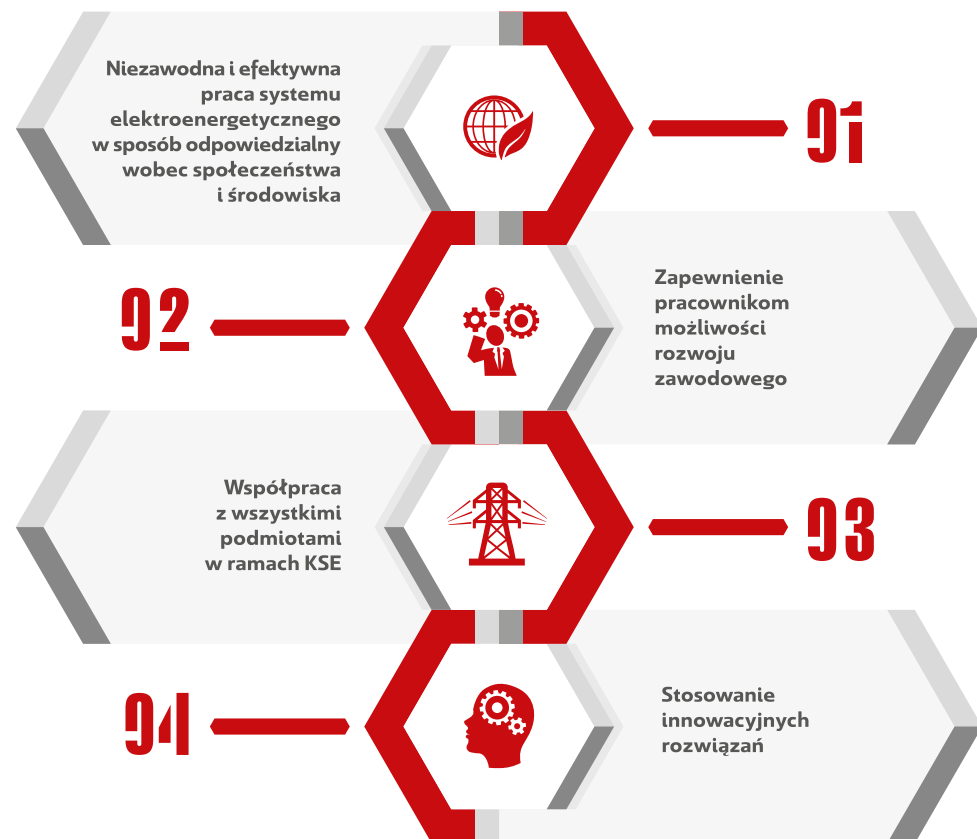 Niezawodna i efektywna
praca systemu
elektroenergetycznego
w sposób odpowiedzialny
wobec społeczeństwa
i środowiska
01
02
Zapewnienie
pracownikom
możliwości
rozwoju
zawodowego
Współpraca
z wszystkimi
podmiotami
w ramach KSE
03
04
Stosowanie
innowacyjnych
rozwiązań